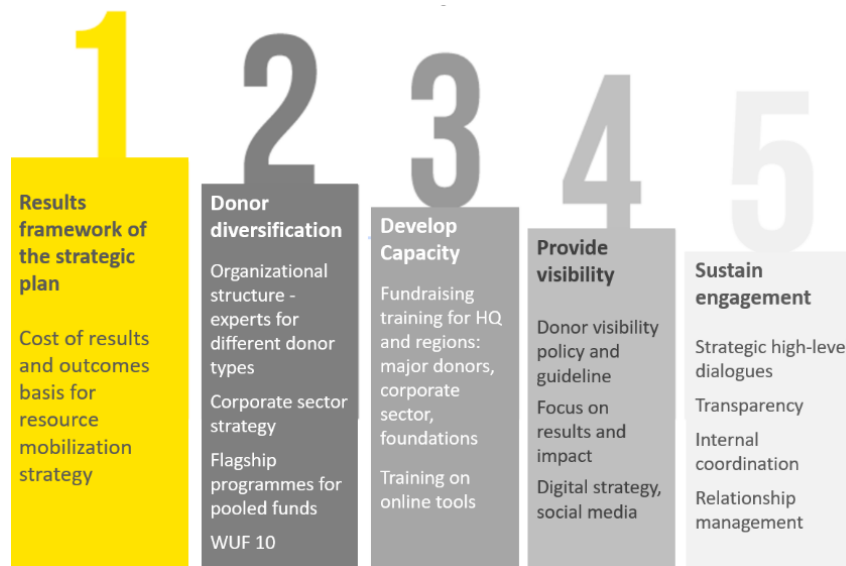 1
Results
framework of
the strategic
plan
Cost of results
and outcomes
basis for
resource
mobilization
strategy
2
Donor
diversification
Organizational
structure -
experts for
different donor
types
Corporate sector
strategy
Flagship
programmes for
pooled funds
WUF 10
3
Develop
Capacity
Fundraising
training for HQ
and regions:
major donors,
corporate
sector,
foundations
Training on
online tools
4
Provide
visibility
Donor visibility
policy and
guideline
Focus on
results and
impact
Digital strategy,
social media
5
Sustain
engagement
Strategic high-leve
dialogues
Transparency
Internal
coordination
Relationship
management